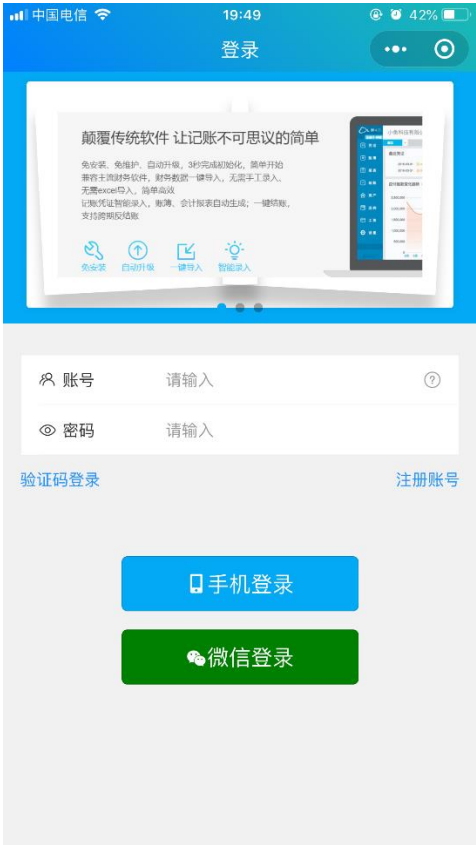 中国电信 19:49 42%
登录
颠覆传统软件 让记账不可思议的简单
免安装、免维护、自动升级，3秒完成初始化，简单开始
兼容主流财务软件，财务数据一键导入，无需手工录入、
无需excel导入，简单高效
记账凭证智能录入，账簿、会计报表自动生成；一键结账，
支持跨期反结账
免安装 自动升级 一键导入 智能录入
账号 请输入
密码 请输入
验证码登录 注册账号
手机登录
微信登录